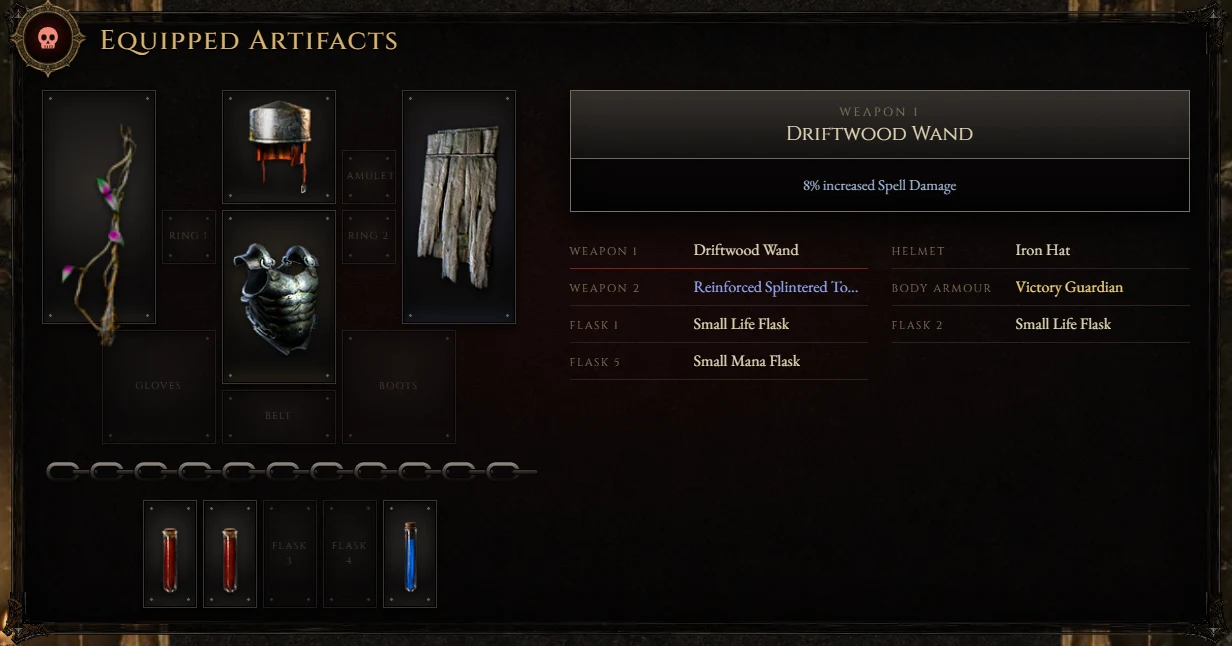 Equipped Artifacts
AMULET
RING 1
RING 2
GLOVES
BOOTS
BELT
FLASK
3
FLASK
4
WEAPON 1
Driftwood Wand
8% increased Spell Damage
WEAPON 1 Driftwood Wand
HELMET Iron Hat
WEAPON 2 Reinforced Splintered To...
BODY ARMOUR Victory Guardian
FLASK 1 Small Life Flask
FLASK 2 Small Life Flask
FLASK 5 Small Mana Flask